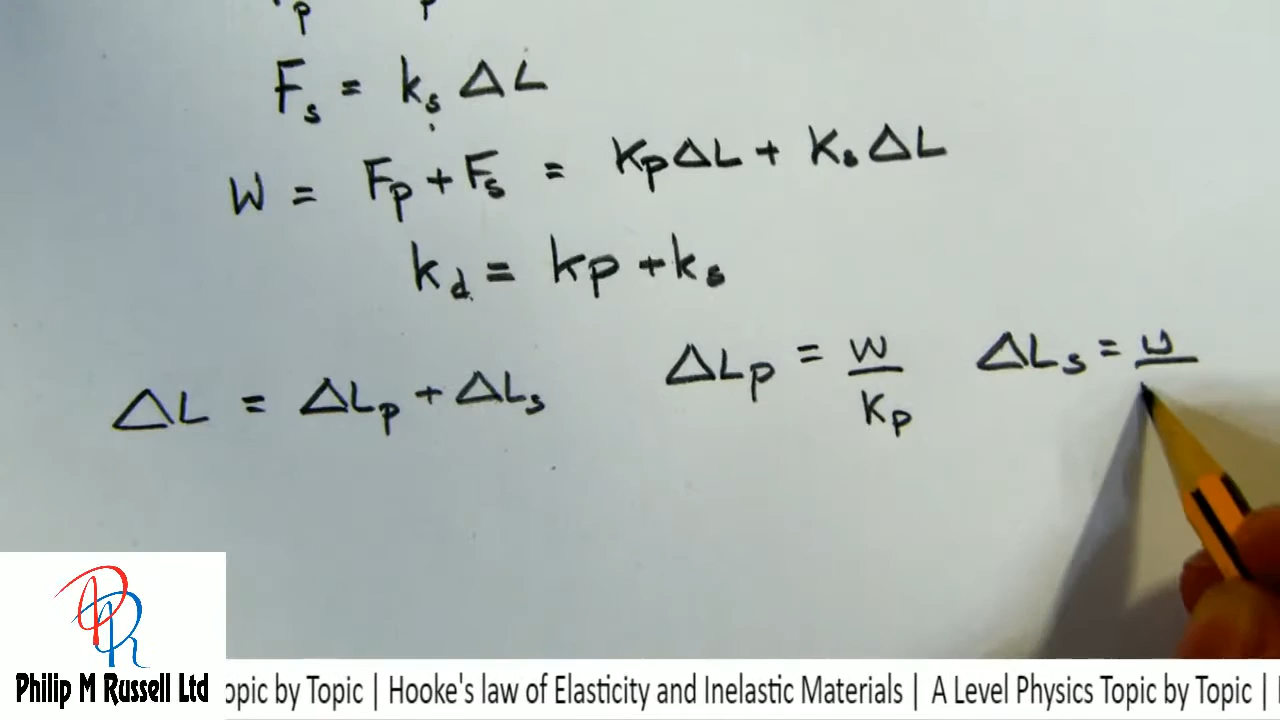 F_s = k_s ΔL
W = F_p + F_s = K_p ΔL + K_s ΔL
k_d = k_p + k_s
ΔL = ΔL_p + ΔL_s   ΔL_p = W/K_p   ΔL_s = W/
Philip M Russell Ltd
opic by Topic | Hooke's law of Elasticity and Inelastic Materials | A Level Physics Topic by Topic |